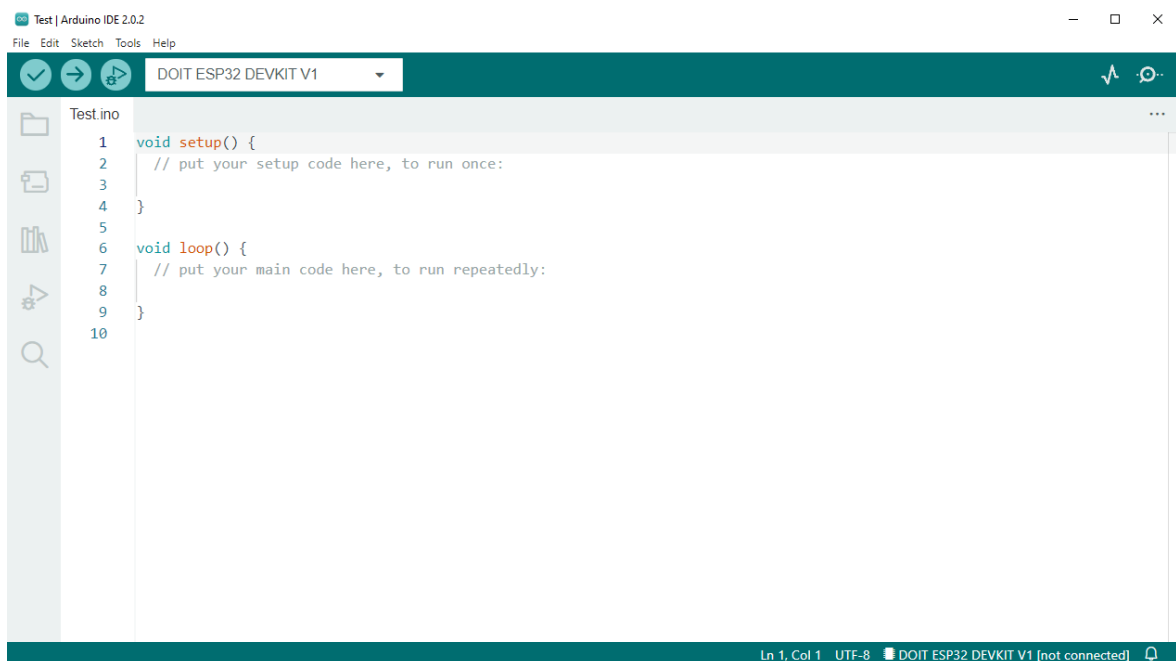 Test | Arduino IDE 2.0.2
File Edit Sketch Tools Help
DOIT ESP32 DEVKIT V1
Test.ino
1 void setup() {
2 // put your setup code here, to run once:
3
4 }
5
6 void loop() {
7 // put your main code here, to run repeatedly:
8
9 }
10
Ln 1, Col 1 UTF-8 DOIT ESP32 DEVKIT V1 [not connected]